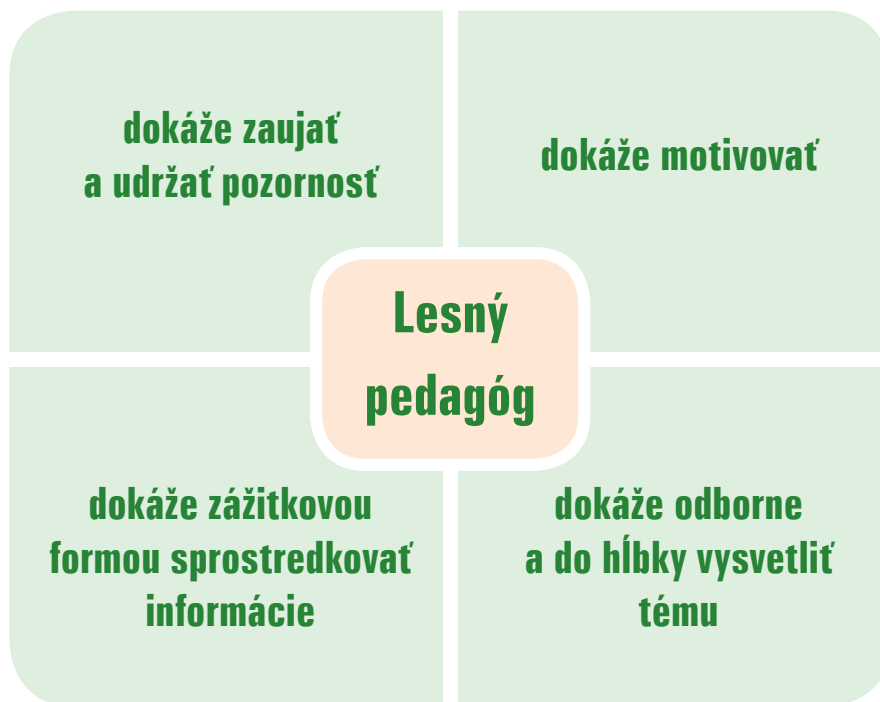 dokáže zaujať
a udržať pozornosť
dokáže motivovať
Lesný
pedagóg
dokáže zážitkovou
formou sprostredkovať
informácie
dokáže odborne
a do hĺbky vysvetliť
tému